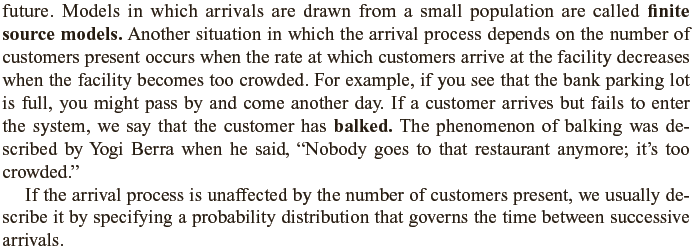 future. Models in which arrivals are drawn from a small population are called finite
source models. Another situation in which the arrival process depends on the number of
customers present occurs when the rate at which customers arrive at the facility decreases
when the facility becomes too crowded. For example, if you see that the bank parking lot
is full, you might pass by and come another day. If a customer arrives but fails to enter
the system, we say that the customer has balked. The phenomenon of balking was de-
scribed by Yogi Berra when he said, “Nobody goes to that restaurant anymore; it’s too
crowded.”
If the arrival process is unaffected by the number of customers present, we usually de-
scribe it by specifying a probability distribution that governs the time between successive
arrivals.